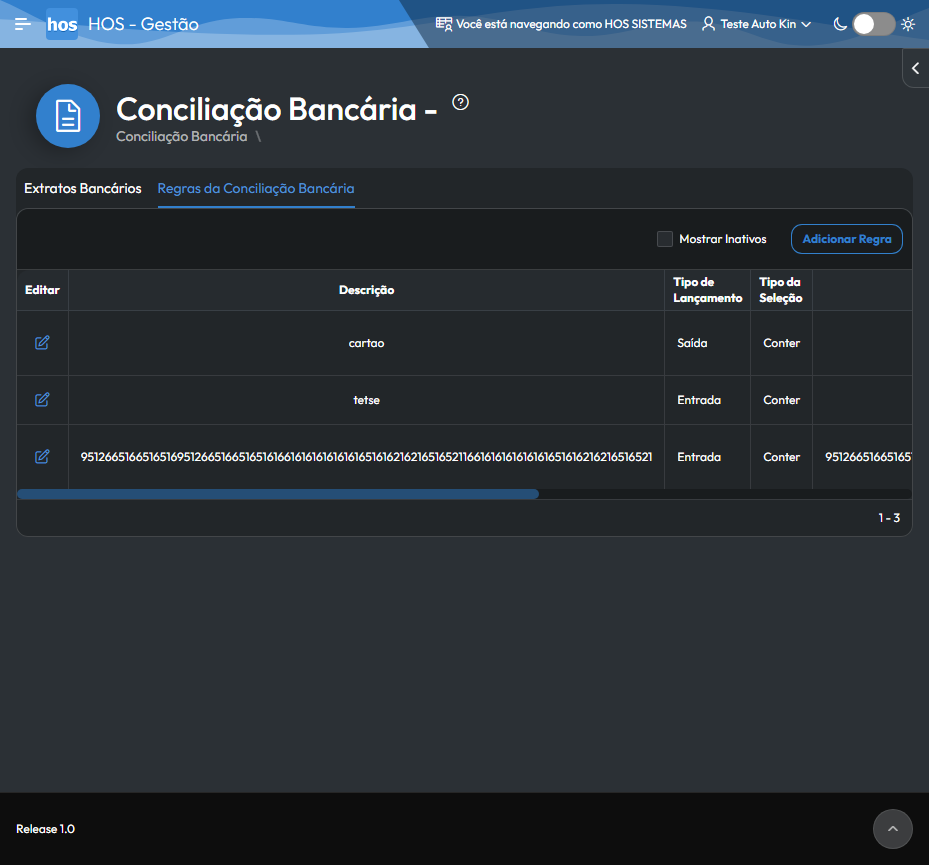 hos HOS - Gestão Você está navegando como HOS SISTEMAS Teste Auto Kin
Conciliação Bancária -
Conciliação Bancária \
Extratos Bancários Regras da Conciliação Bancária
Mostrar Inativos Adicionar Regra
Editar Descrição Tipo de Lançamento Tipo da Seleção
cartao Saída Conter
tetse Entrada Conter
Entrada Conter
1 - 3
Release 1.0